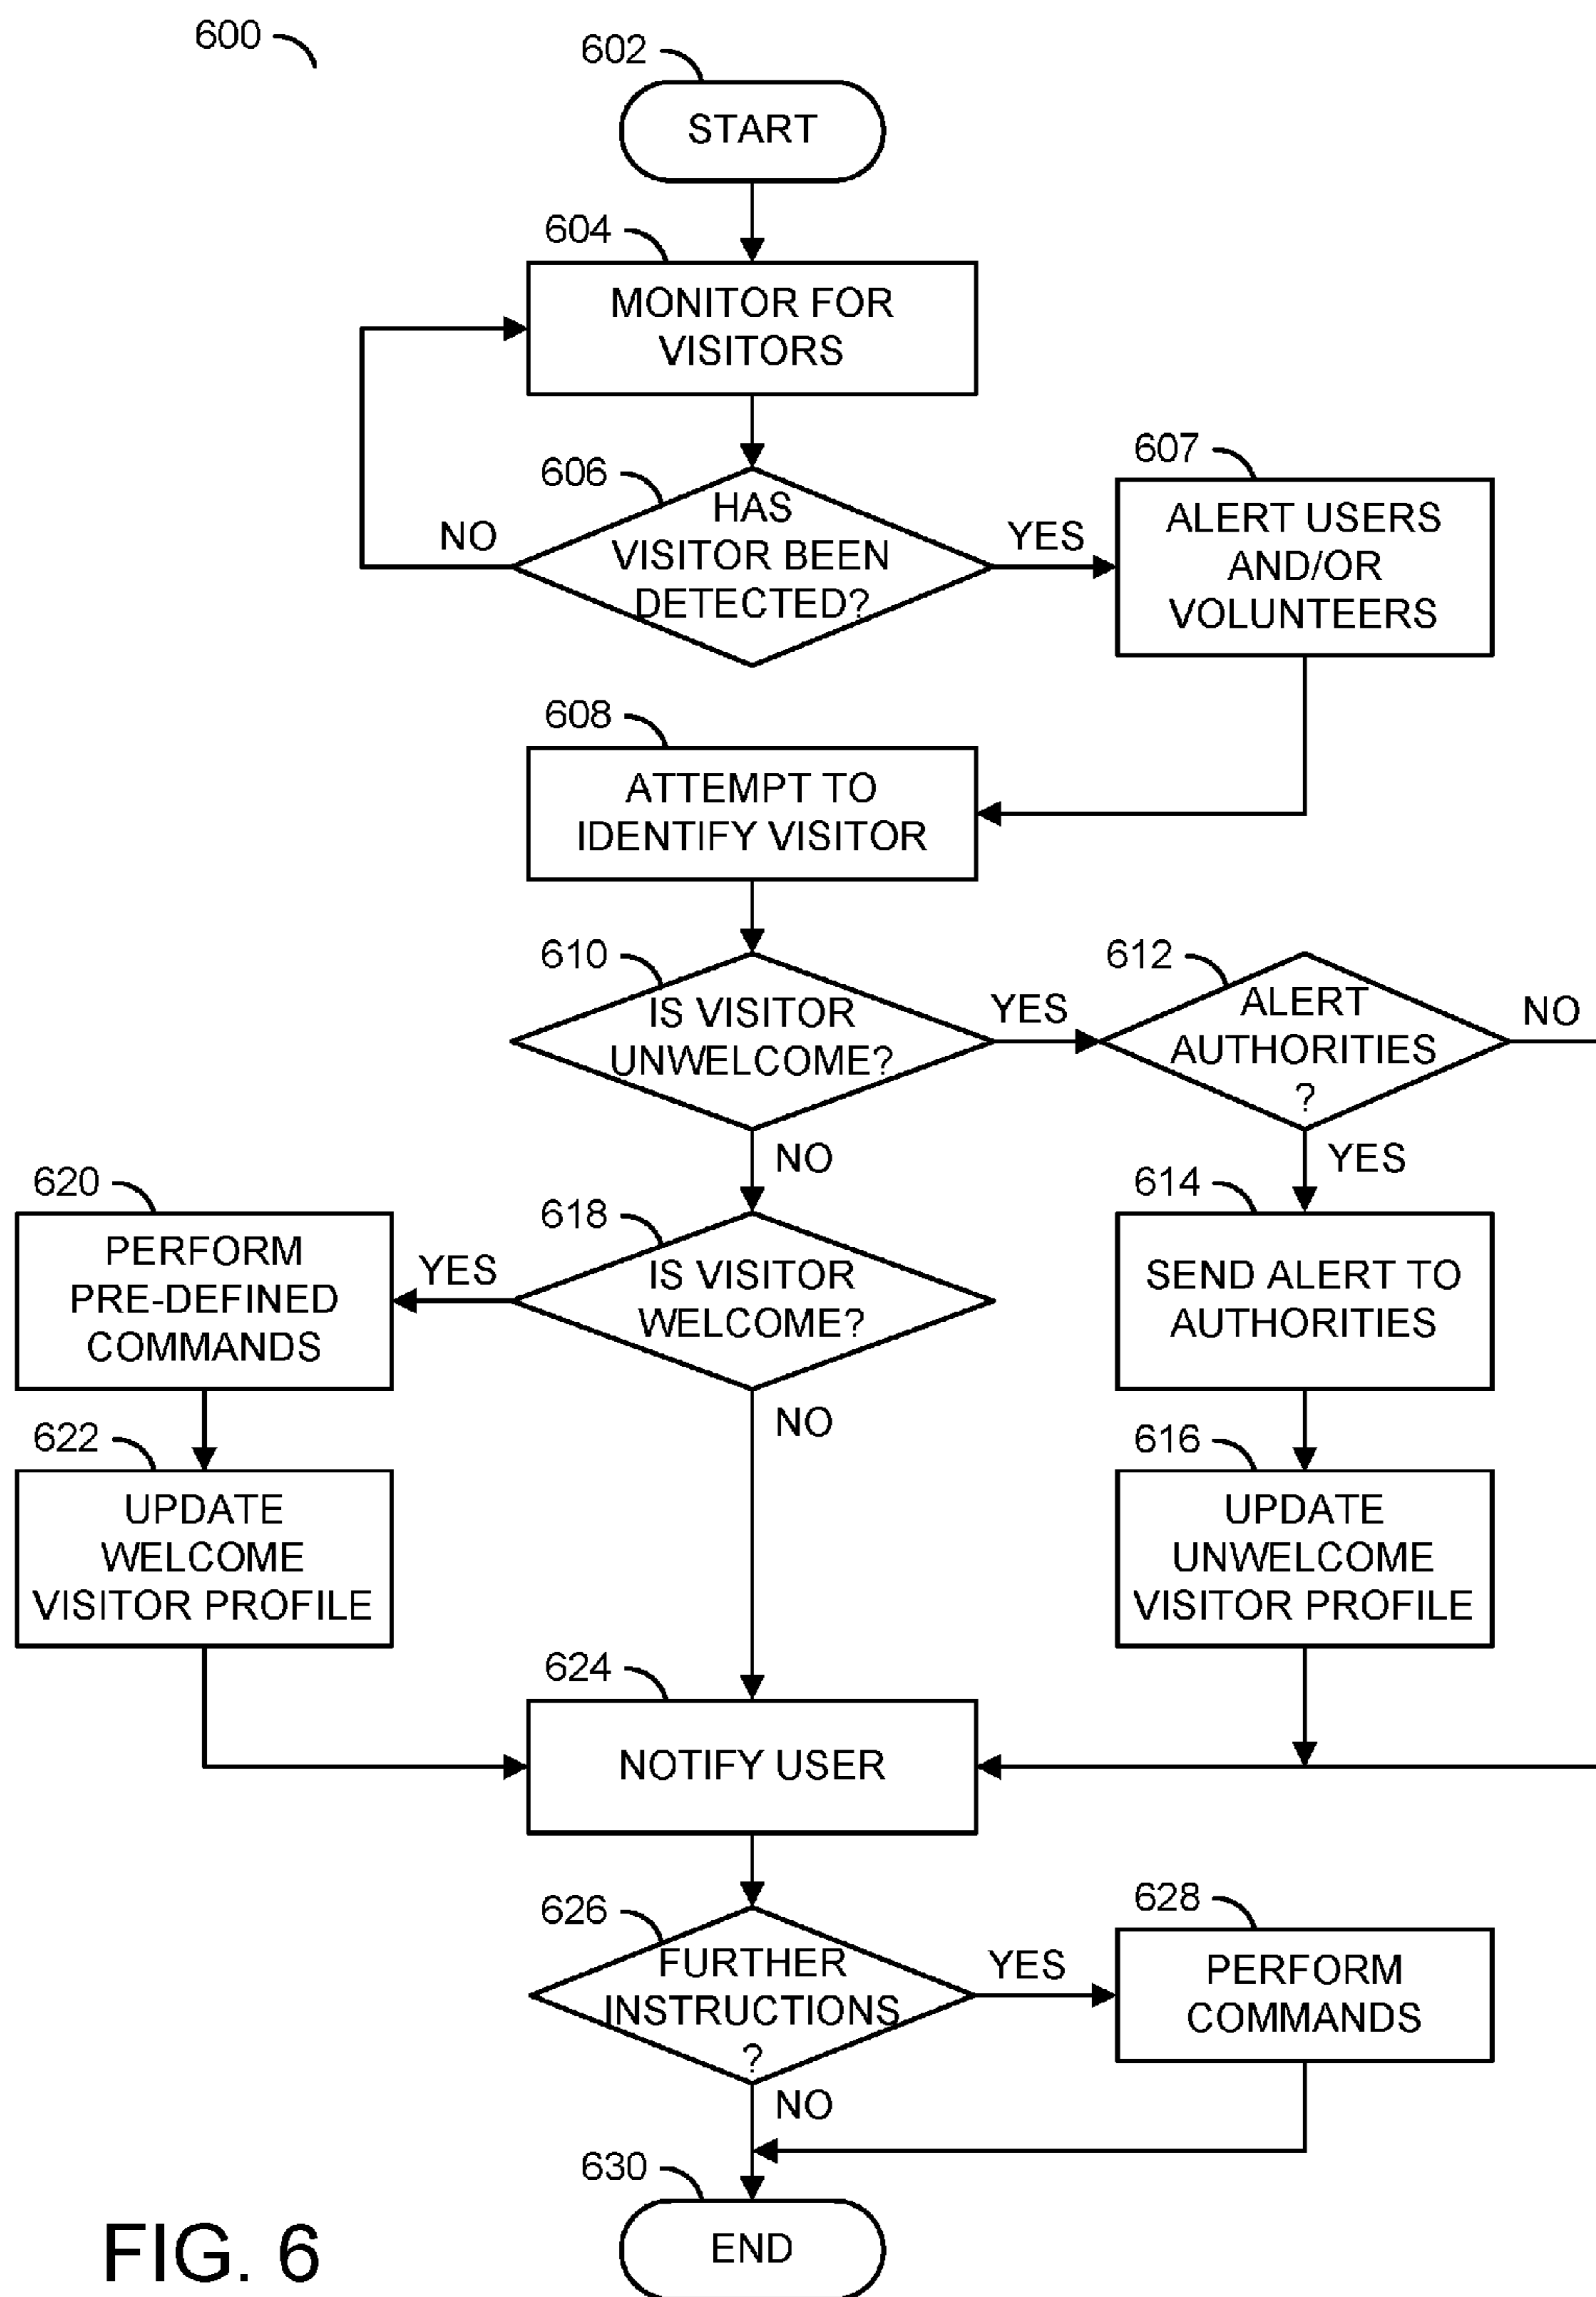 600
602
START
604
MONITOR FOR
VISITORS
606
HAS
VISITOR BEEN
DETECTED?
NO
YES
607
ALERT USERS
AND/OR
VOLUNTEERS
608
ATTEMPT TO
IDENTIFY VISITOR
610
IS VISITOR
UNWELCOME?
YES
NO
612
ALERT
AUTHORITIES
?
NO
YES
614
SEND ALERT TO
AUTHORITIES
616
UPDATE
UNWELCOME
VISITOR PROFILE
618
IS VISITOR
WELCOME?
YES
NO
620
PERFORM
PRE-DEFINED
COMMANDS
622
UPDATE
WELCOME
VISITOR PROFILE
624
NOTIFY USER
626
FURTHER
INSTRUCTIONS
?
YES
NO
628
PERFORM
COMMANDS
630
END
FIG. 6